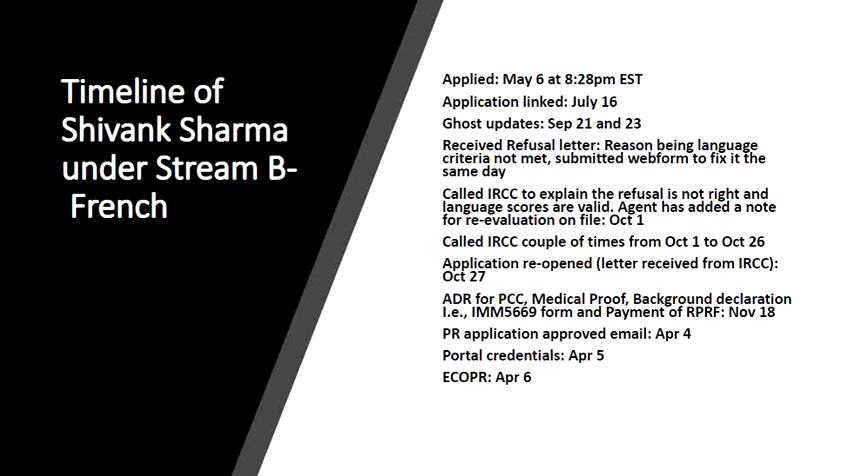 Timeline of
Shivank Sharma
under Stream B-
French
Applied: May 6 at 8:28pm EST
Application linked: July 16
Ghost updates: Sep 21 and 23
Received Refusal letter: Reason being language
criteria not met, submitted webform to fix it the
same day
Called IRCC to explain the refusal is not right and
language scores are valid. Agent has added a note
for re-evaluation on file: Oct 1
Called IRCC couple of times from Oct 1 to Oct 26
Application re-opened (letter received from IRCC):
Oct 27
ADR for PCC, Medical Proof, Background declaration
I.e., IMM5669 form and Payment of RPRF: Nov 18
PR application approved email: Apr 4
Portal credentials: Apr 5
ECOPR: Apr 6